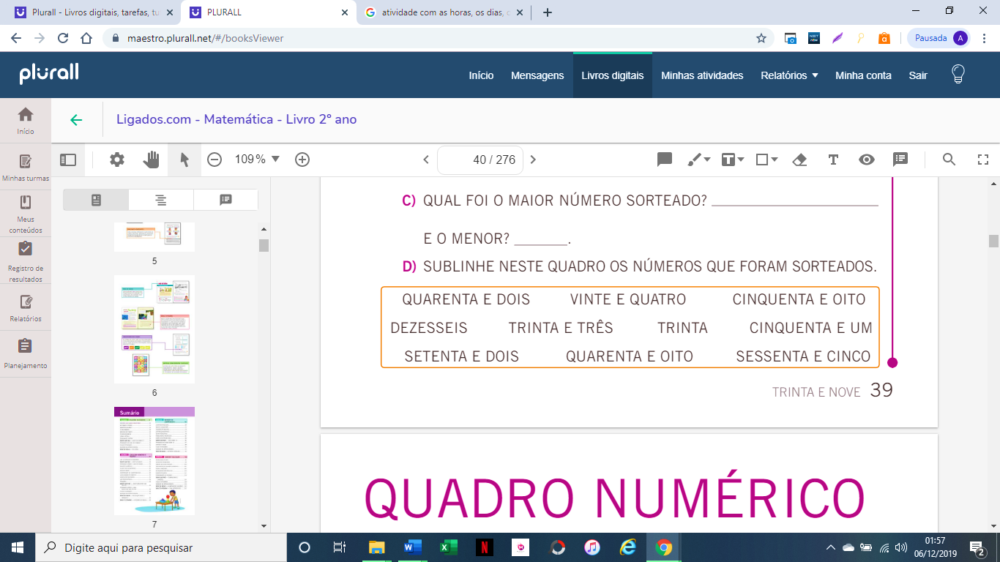 Plurall - Livros digitais, tarefas, tu
PLURALL
atividade com as horas, os dias, o
maestro.plurall.net/#/booksViewer
Pausada
A
plurall
Início
Mensagens
Livros digitais
Minhas atividades
Relatórios
Minha conta
Sair
Início
Minhas turmas
Meus
conteúdos
Registro de
resultados
Relatórios
Planejamento
Ligados.com - Matemática - Livro 2º ano
109%
40 / 276
5
6
Sumário
7
C) QUAL FOI O MAIOR NÚMERO SORTEADO? ____________________
E O MENOR? _______.
D) SUBLINHE NESTE QUADRO OS NÚMEROS QUE FORAM SORTEADOS.
QUARENTA E DOIS VINTE E QUATRO CINQUENTA E OITO
DEZESSEIS TRINTA E TRÊS TRINTA CINQUENTA E UM
SETENTA E DOIS QUARENTA E OITO SESSENTA E CINCO
TRINTA E NOVE 39
QUADRO NUMÉRICO
Digite aqui para pesquisar
01:57
06/12/2019
2